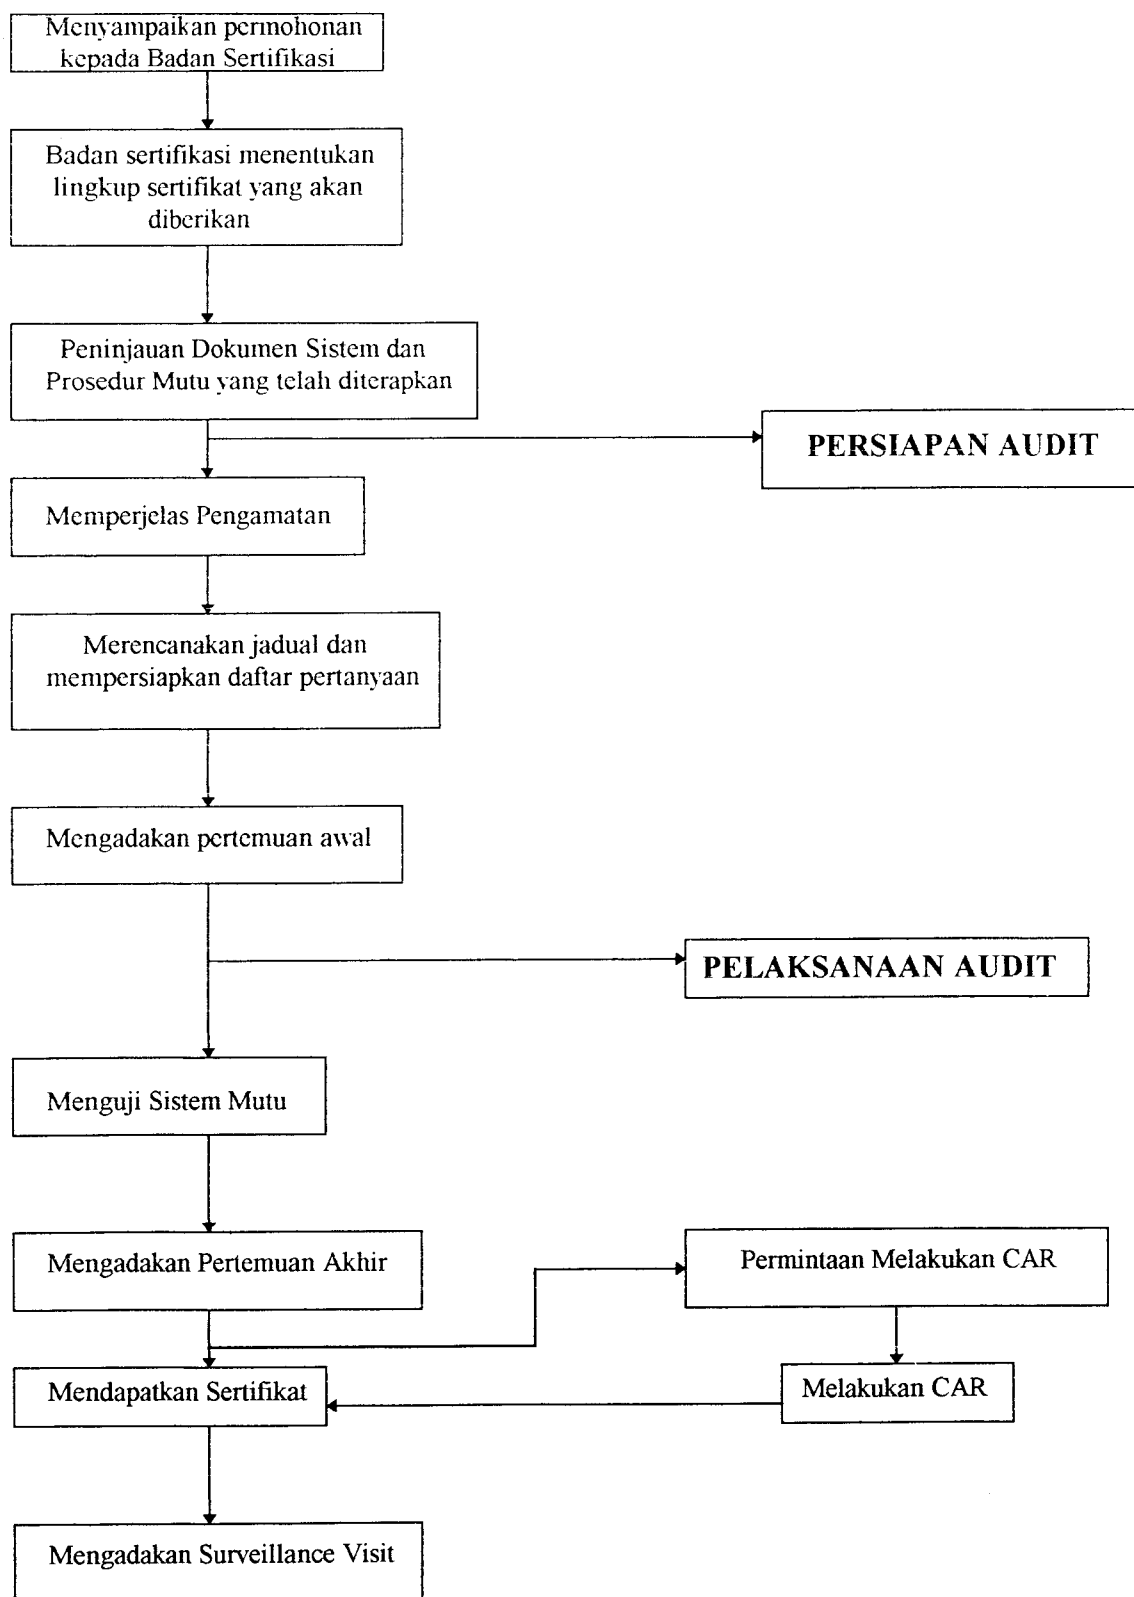 Menyampaikan permohonan
kepada Badan Sertifikasi
Badan sertifikasi menentukan
lingkup sertifikat yang akan
diberikan
Peninjauan Dokumen Sistem dan
Prosedur Mutu yang telah diterapkan
PERSIAPAN AUDIT
Memperjelas Pengamatan
Merencanakan jadual dan
mempersiapkan daftar pertanyaan
Mengadakan pertemuan awal
PELAKSANAAN AUDIT
Menguji Sistem Mutu
Mengadakan Pertemuan Akhir
Permintaan Melakukan CAR
Mendapatkan Sertifikat
Melakukan CAR
Mengadakan Surveillance Visit